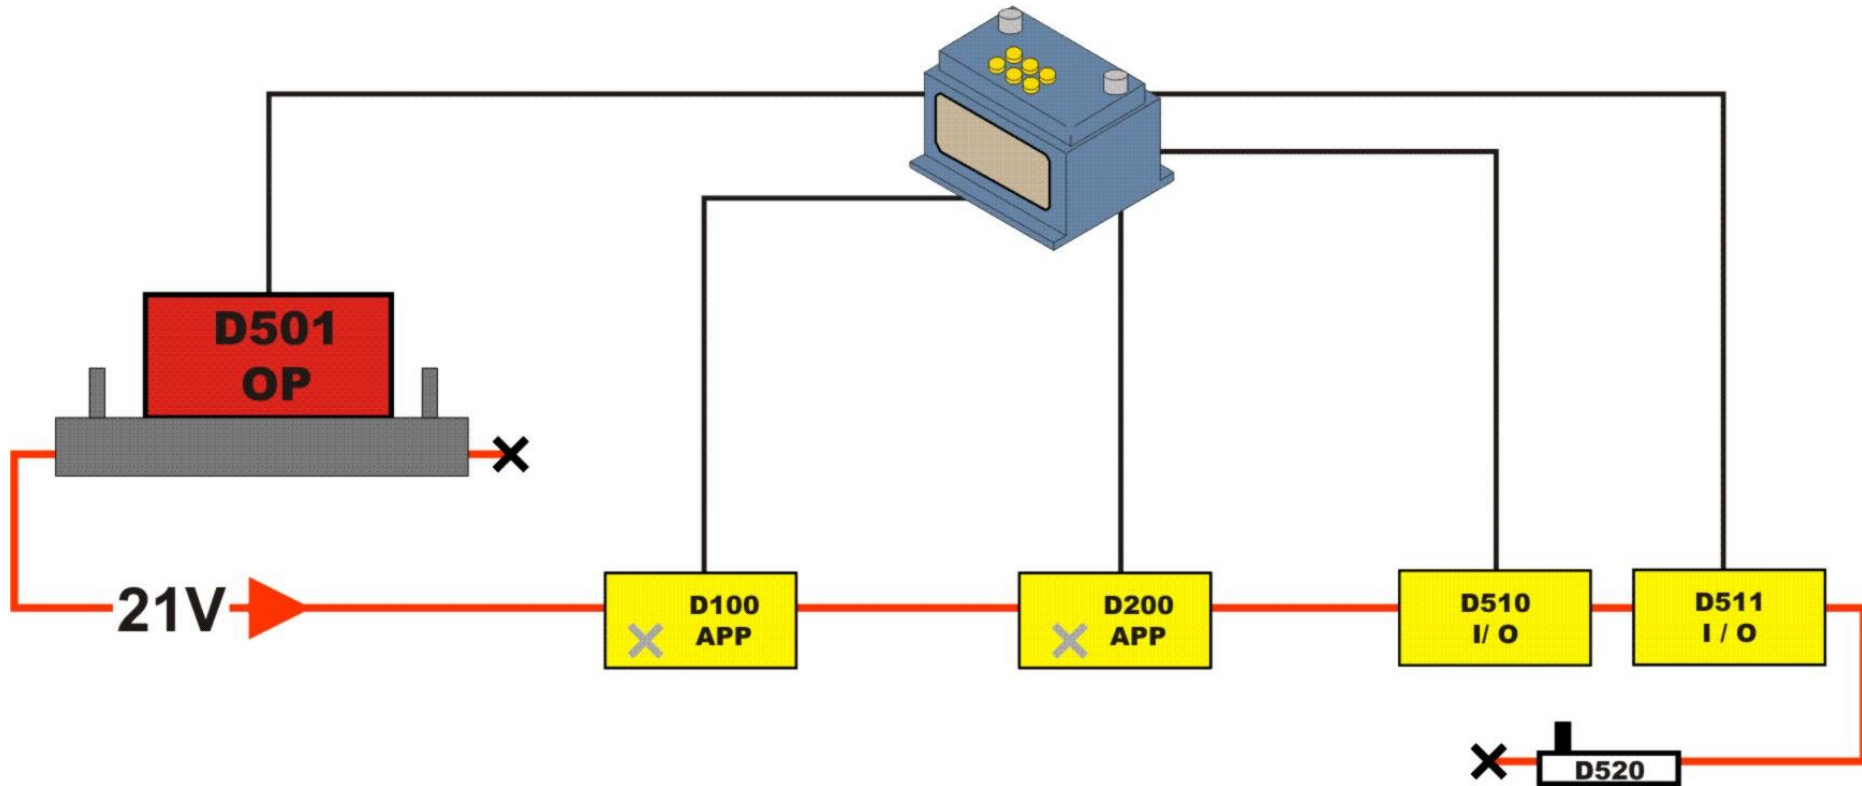 D501
OP
21V
D100
APP
D200
APP
D510
I/ O
D511
I / O
D520